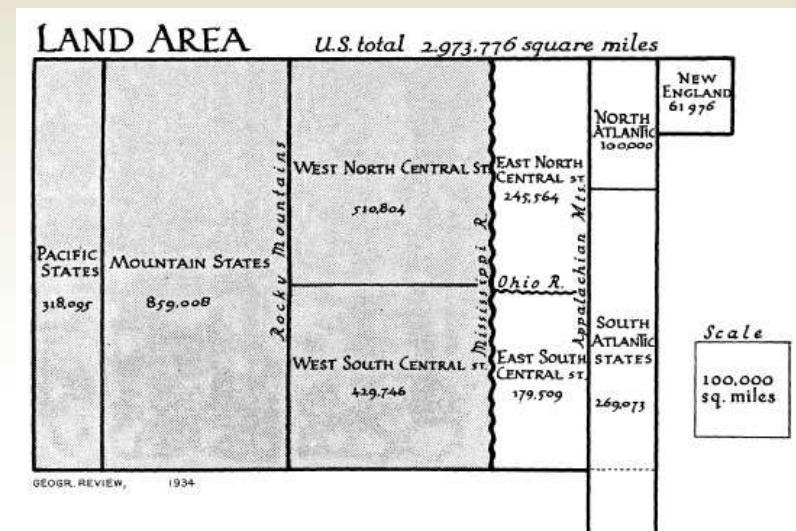 LAND AREA
U.S. total 2.973.776 square miles
NEW
ENGLAND
61 976
NORTH
ATLANTIC
100,000
WEST NORTH CENTRAL ST.
510,804
EAST NORTH
CENTRAL ST.
245,564
Rocky Mountains
Mississippi R.
Appalachian Mts.
PACIFIC
STATES
318,095
MOUNTAIN STATES
859.008
Ohio R.
SOUTH
ATLANTIC
STATES
269,073
WEST SOUTH CENTRAL ST.
429.746
EAST SOUTH
CENTRAL ST.
179.509
Scale
100,000
sq. miles
GEOGR. REVIEW, 1934